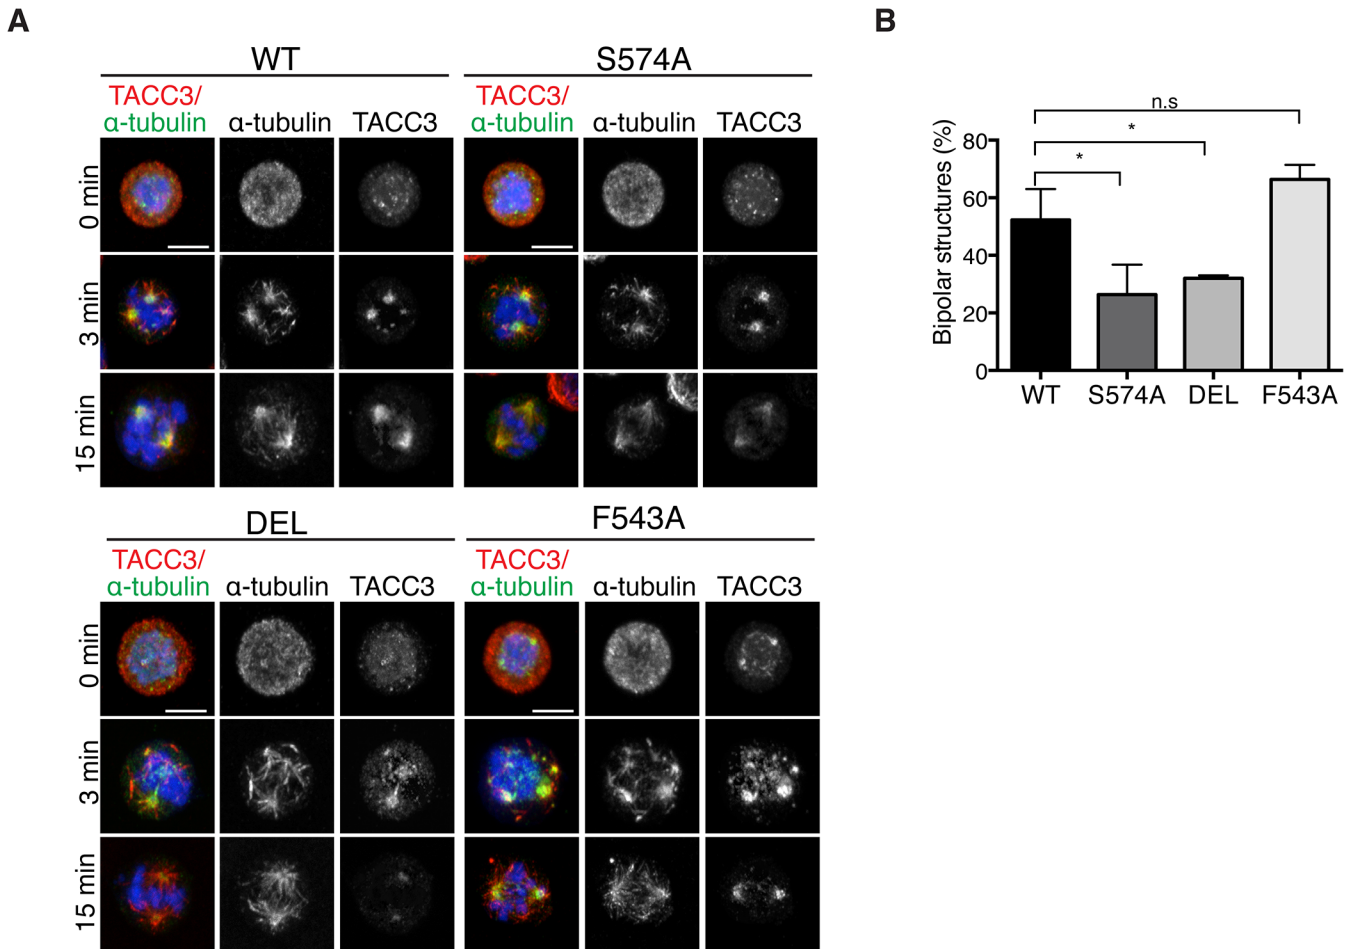 A
WT
S574A
TACC3/
α-tubulin
α-tubulin
TACC3
TACC3/
α-tubulin
α-tubulin
TACC3
0 min
3 min
15 min
DEL
F543A
TACC3/
α-tubulin
α-tubulin
TACC3
TACC3/
α-tubulin
α-tubulin
TACC3
0 min
3 min
15 min
B
n.s
*
*
Bipolar structures (%)
80
60
40
20
0
WT S574A DEL F543A